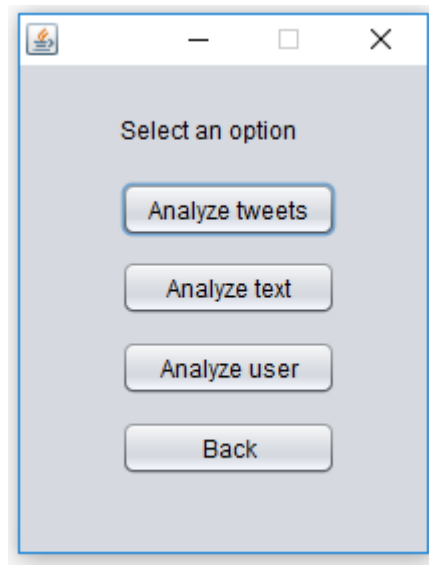 Select an option
Analyze tweets
Analyze text
Analyze user
Back